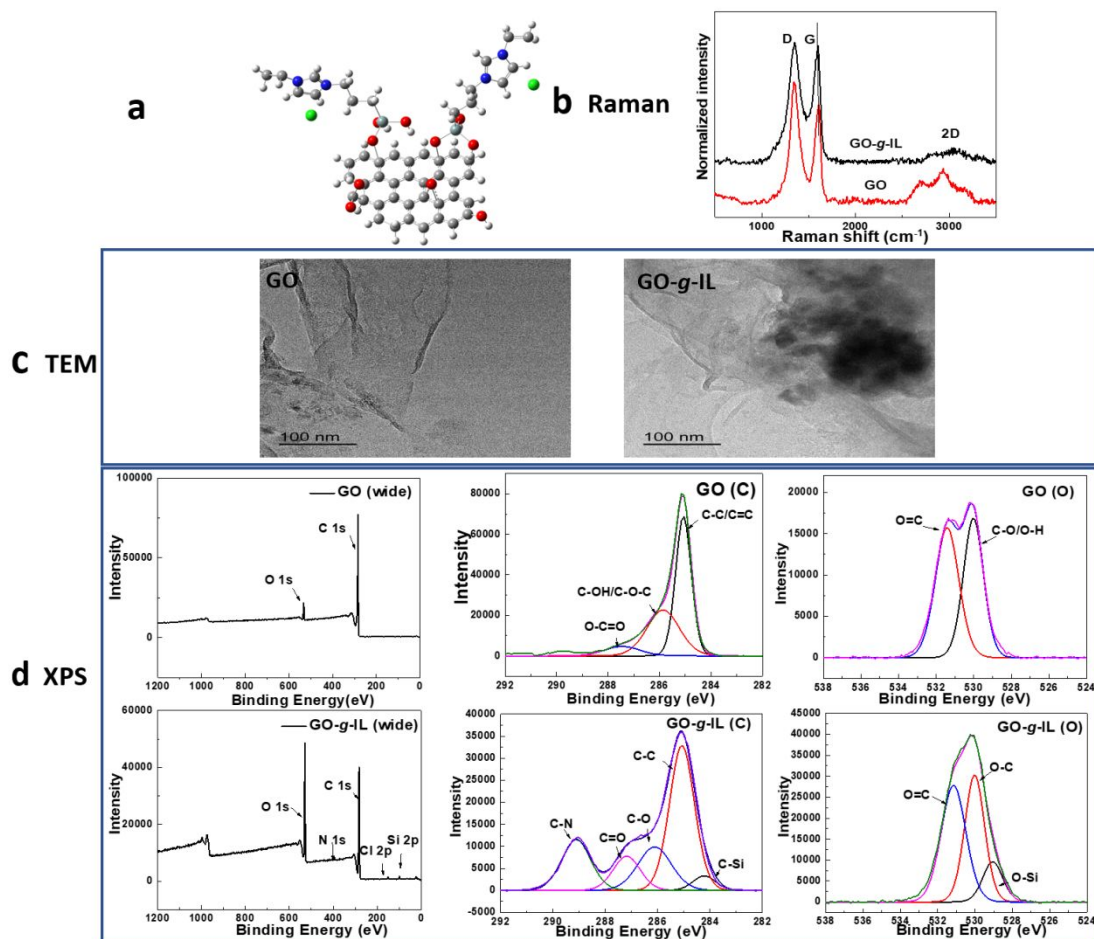 a
b Raman
Normalized intensity
D G
GO-g-IL
2D
GO
1000 2000 3000
Raman shift (cm-1)
c TEM
GO
100 nm
GO-g-IL
100 nm
d XPS
GO (wide)
C 1s
O 1s
Intensity
100000
50000
0
1200 1000 800 600 400 200 0
Binding Energy(eV)
GO (C)
C-C/C=C
C-OH/C-O-C
O-C=O
Intensity
80000
60000
40000
20000
0
292 290 288 286 284 282
Binding Energy (eV)
GO (O)
O=C
C-O/O-H
Intensity
20000
15000
10000
5000
0
538 536 534 532 530 528 526 524
Binding Energy (eV)
GO-g-IL (wide)
C 1s
O 1s
N 1s
Si 2p
Cl 2p
Intensity
60000
40000
20000
0
1200 1000 800 600 400 200 0
Binding Energy (eV)
GO-g-IL (C)
C-C
C-N
C-O
C=O
C-Si
Intensity
40000
35000
30000
25000
20000
15000
10000
5000
0
-5000
292 290 288 286 284 282
Binding Energy (eV)
GO-g-IL (O)
O-C
O=C
O-Si
Intensity
45000
40000
35000
30000
25000
20000
15000
10000
5000
0
538 536 534 532 530 528 526 524
Binding Energy (eV)